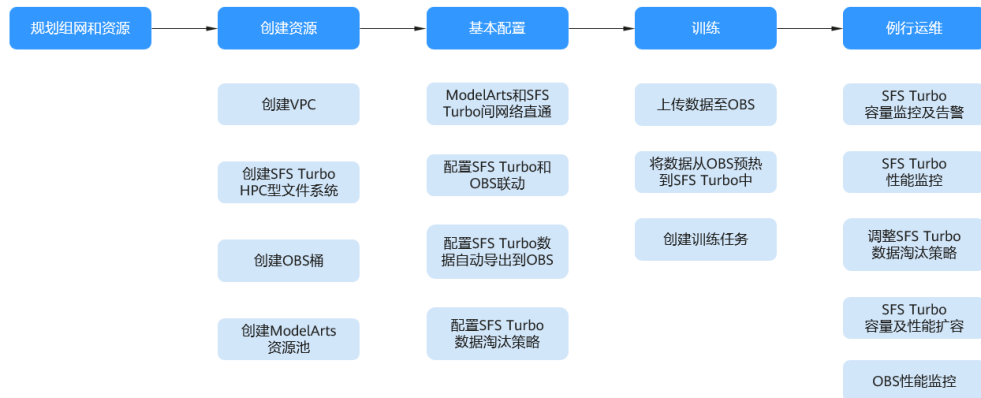 规划组网和资源
创建资源
基本配置
训练
例行运维
创建VPC
创建SFS Turbo
HPC型文件系统
创建OBS桶
创建ModelArts
资源池
ModelArts和SFS
Turbo间网络直通
配置SFS Turbo和
OBS联动
配置SFS Turbo数
据自动导出到OBS
配置SFS Turbo
数据淘汰策略
上传数据至OBS
将数据从OBS预热
到SFS Turbo中
创建训练任务
SFS Turbo
容量监控及告警
SFS Turbo
性能监控
调整SFS Turbo
数据淘汰策略
SFS Turbo
容量及性能扩容
OBS性能监控